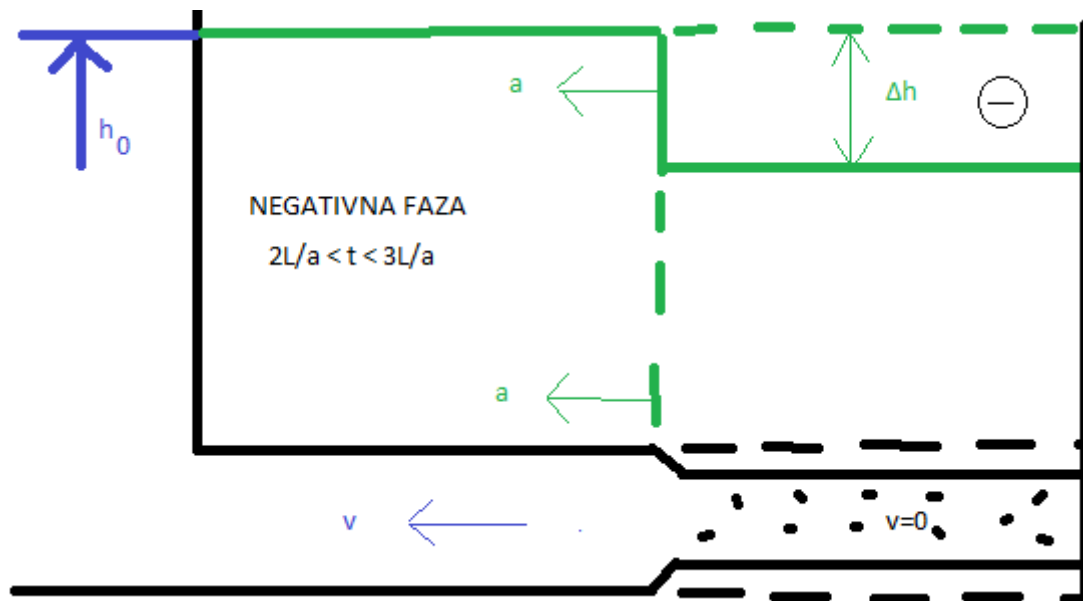 a
Δh
h₀
NEGATIVNA FAZA
2L/a < t < 3L/a
a
v
v=0